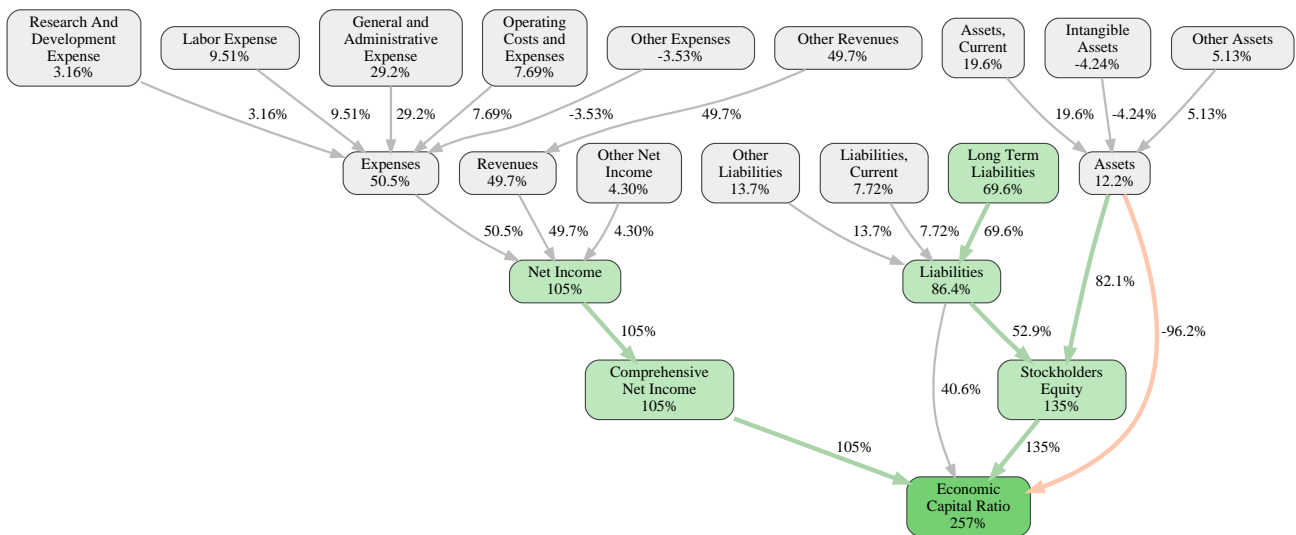 Research And
Development
Expense
3.16%
Labor Expense
9.51%
General and
Administrative
Expense
29.2%
Operating
Costs and
Expenses
7.69%
Other Expenses
-3.53%
Other Revenues
49.7%
Assets,
Current
19.6%
Intangible
Assets
-4.24%
Other Assets
5.13%
3.16%
9.51%
29.2%
7.69%
-3.53%
49.7%
19.6%
-4.24%
5.13%
Expenses
50.5%
Revenues
49.7%
Other Net
Income
4.30%
Other
Liabilities
13.7%
Liabilities,
Current
7.72%
Long Term
Liabilities
69.6%
Assets
12.2%
50.5%
49.7%
4.30%
13.7%
7.72%
69.6%
Net Income
105%
Liabilities
86.4%
82.1%
105%
52.9%
-96.2%
Comprehensive
Net Income
105%
40.6%
Stockholders
Equity
135%
105%
135%
Economic
Capital Ratio
257%